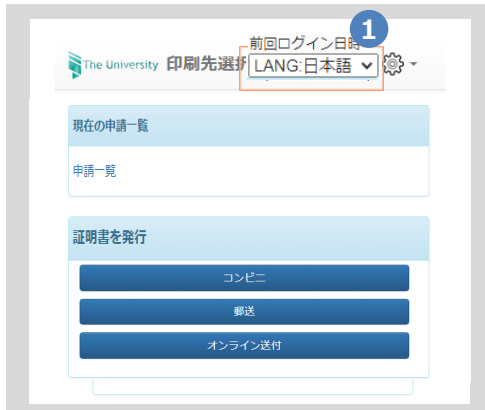 1
前回ログイン日時
The University 印刷先選択 LANG:日本語
現在の申請一覧
申請一覧
証明書を発行
コンビニ
郵送
オンライン送付